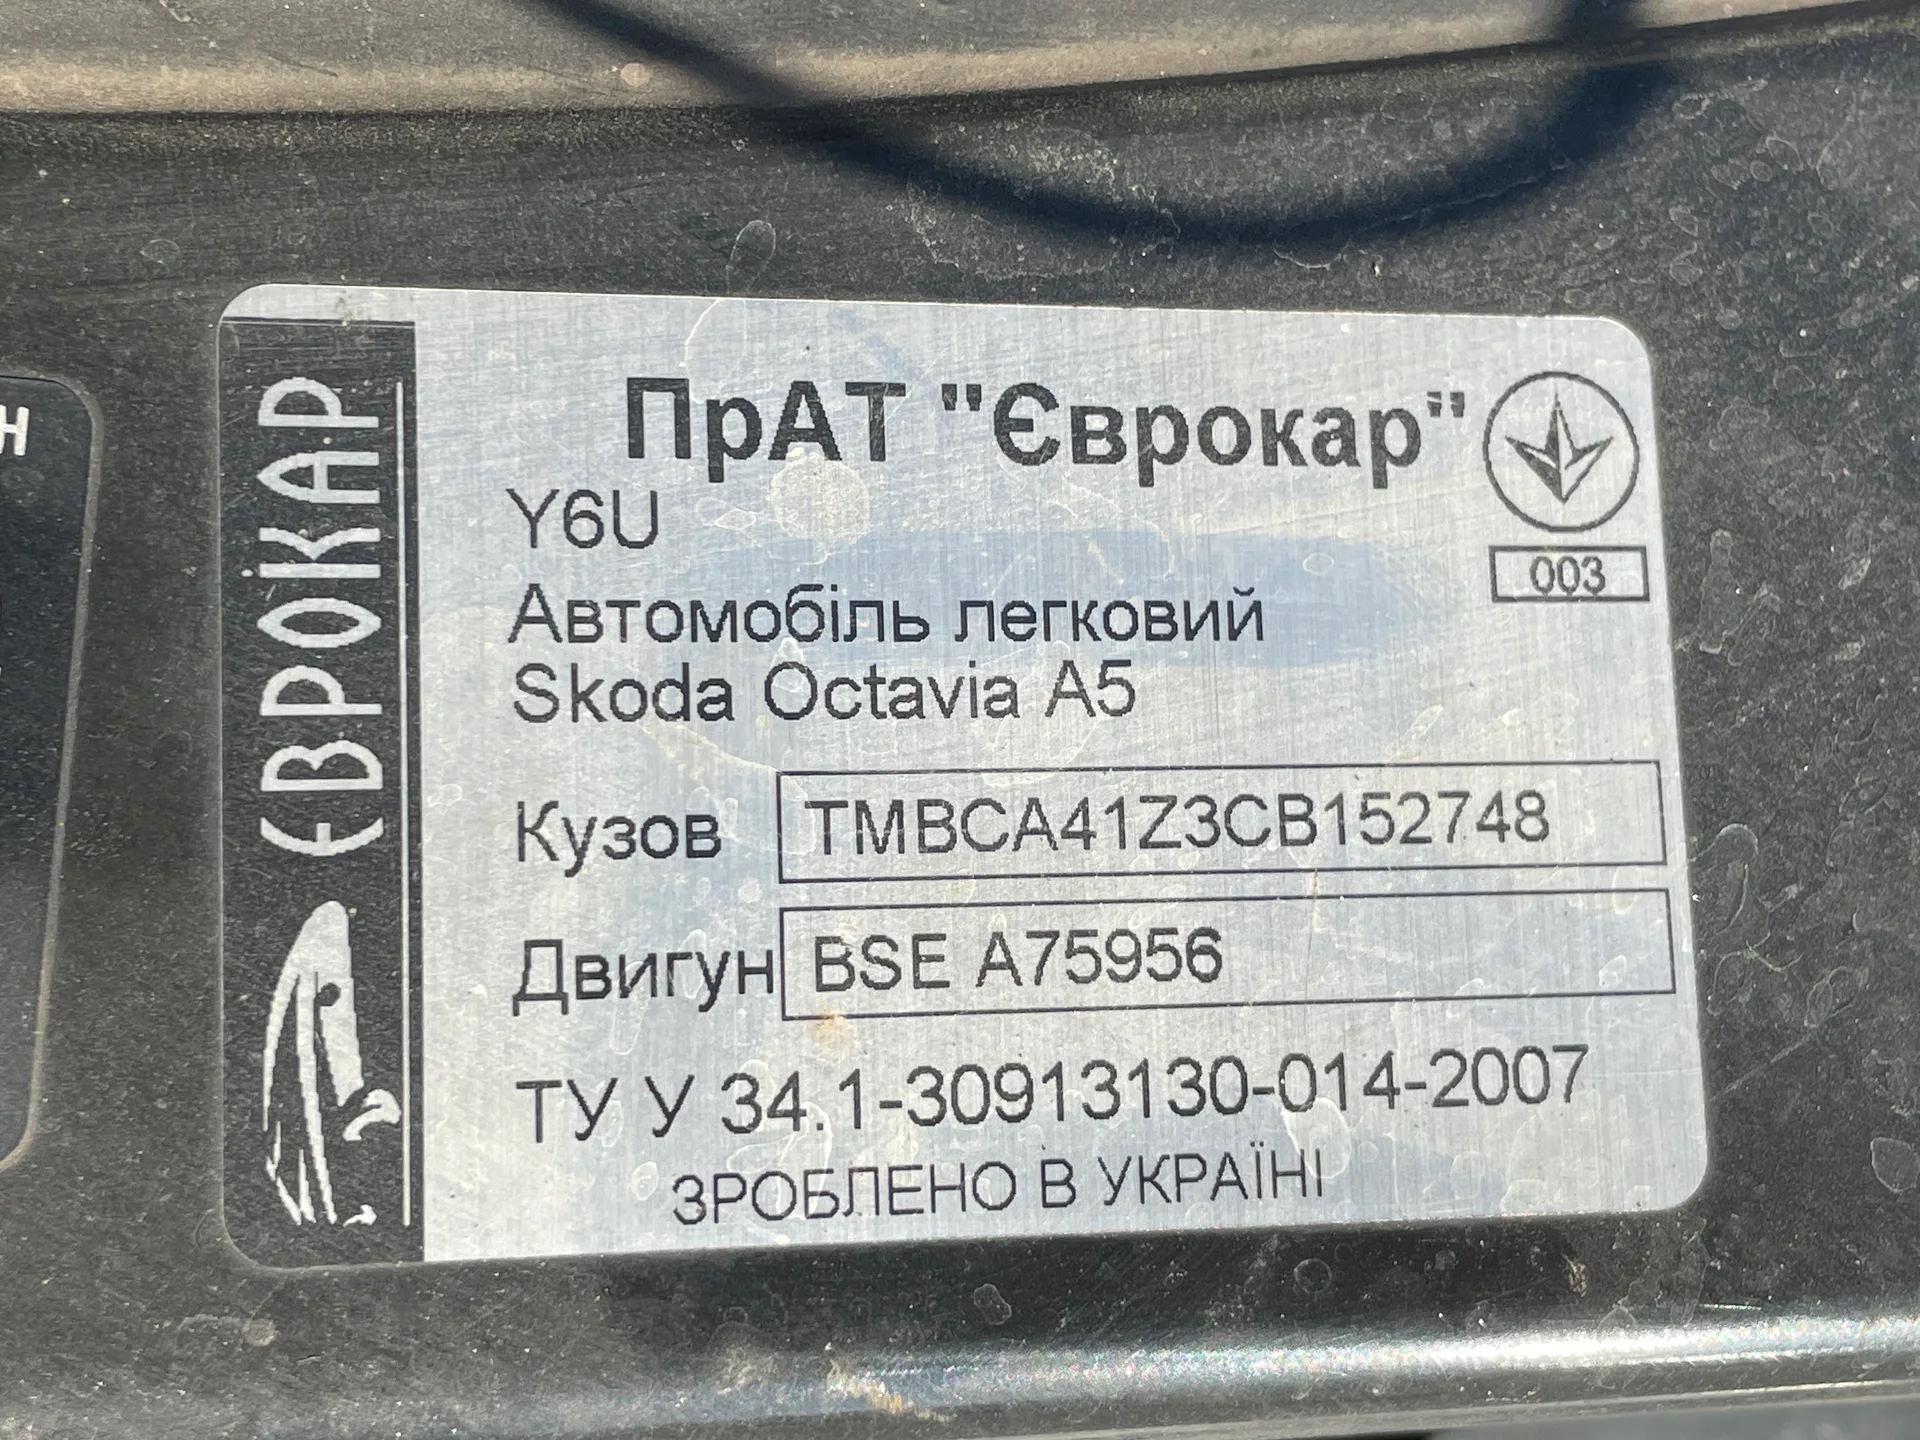 Н
ЄВРОКАР
ПрАТ "Єврокар"
Y6U
003
Автомобіль легковий
Skoda Octavia A5
Кузов TMBCA41Z3CB152748
Двигун BSE A75956
ТУ У 34.1-30913130-014-2007
ЗРОБЛЕНО В УКРАЇНІ